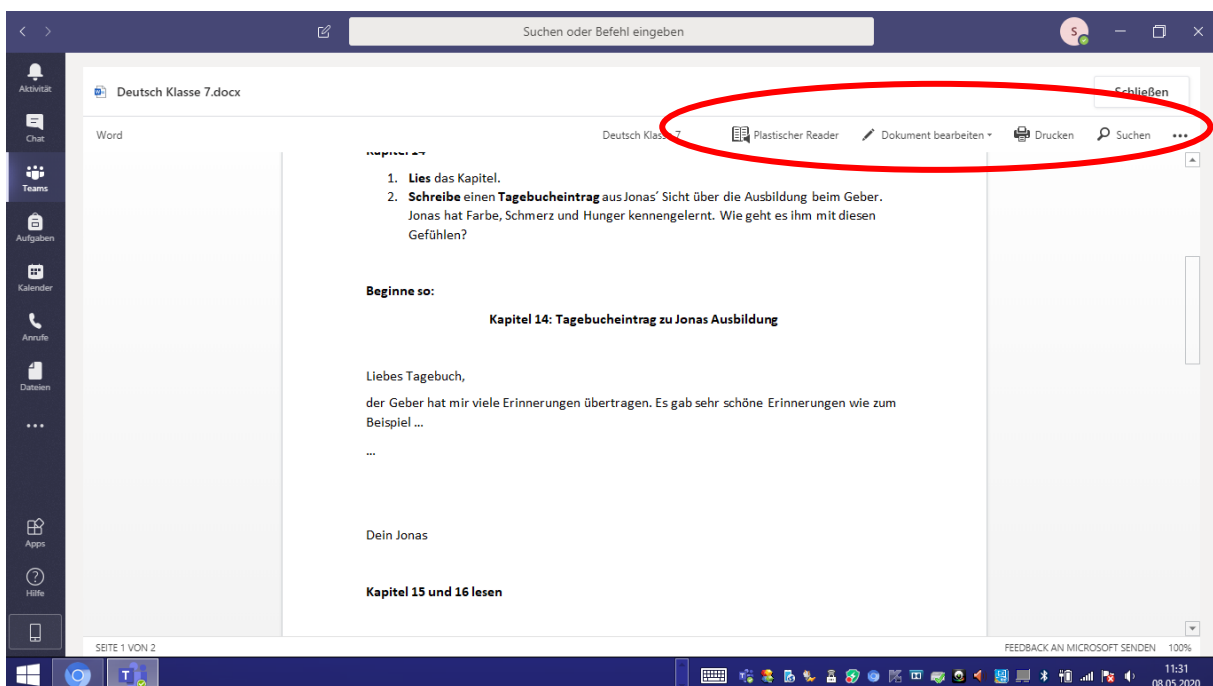 Suchen oder Befehl eingeben
S
Aktivität
Chat
Teams
Aufgaben
Kalender
Anrufe
Dateien
Apps
Hilfe
Deutsch Klasse 7.docx
Schließen
Word
Deutsch Klasse 7
Plastischer Reader
Dokument bearbeiten
Drucken
Suchen
Kapitel 14
1. Lies das Kapitel.
2. Schreibe einen Tagebucheintrag aus Jonas’ Sicht über die Ausbildung beim Geber.
Jonas hat Farbe, Schmerz und Hunger kennengelernt. Wie geht es ihm mit diesen
Gefühlen?
Beginne so:
Kapitel 14: Tagebucheintrag zu Jonas Ausbildung
Liebes Tagebuch,
der Geber hat mir viele Erinnerungen übertragen. Es gab sehr schöne Erinnerungen wie zum
Beispiel ...
...
Dein Jonas
Kapitel 15 und 16 lesen
SEITE 1 VON 2
FEEDBACK AN MICROSOFT SENDEN 100%
T
11:31
08.05.2020